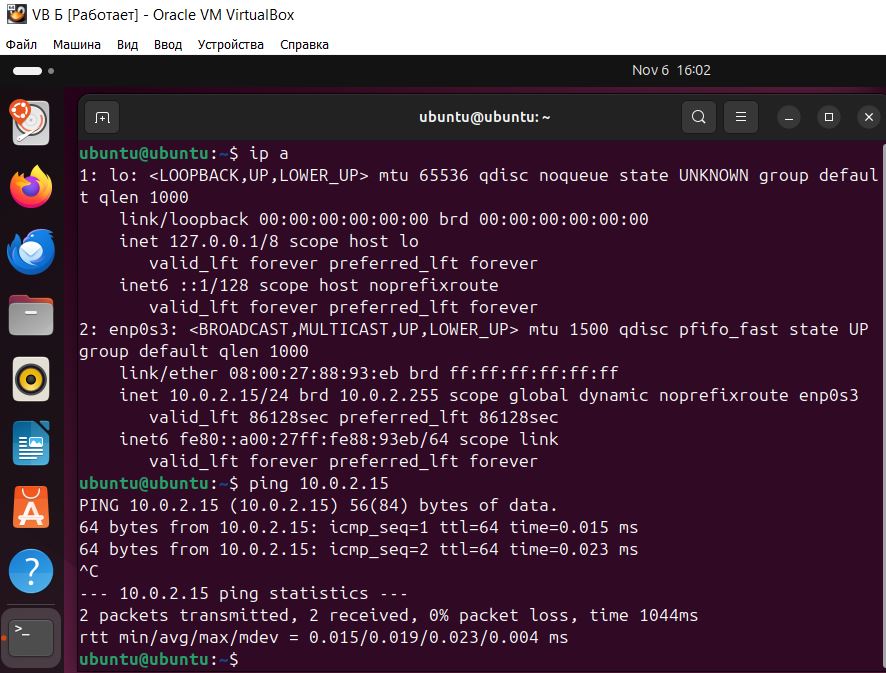 VB Б [Работает] - Oracle VM VirtualBox
Файл Машина Вид Ввод Устройства Справка
Nov 6 16:02
ubuntu@ubuntu: ~
ubuntu@ubuntu:~$ ip a
1: lo: <LOOPBACK,UP,LOWER_UP> mtu 65536 qdisc noqueue state UNKNOWN group defaul
t qlen 1000
    link/loopback 00:00:00:00:00:00 brd 00:00:00:00:00:00
    inet 127.0.0.1/8 scope host lo
       valid_lft forever preferred_lft forever
    inet6 ::1/128 scope host noprefixroute
       valid_lft forever preferred_lft forever
2: enp0s3: <BROADCAST,MULTICAST,UP,LOWER_UP> mtu 1500 qdisc pfifo_fast state UP
group default qlen 1000
    link/ether 08:00:27:88:93:eb brd ff:ff:ff:ff:ff:ff
    inet 10.0.2.15/24 brd 10.0.2.255 scope global dynamic noprefixroute enp0s3
       valid_lft 86128sec preferred_lft 86128sec
    inet6 fe80::a00:27ff:fe88:93eb/64 scope link
       valid_lft forever preferred_lft forever
ubuntu@ubuntu:~$ ping 10.0.2.15
PING 10.0.2.15 (10.0.2.15) 56(84) bytes of data.
64 bytes from 10.0.2.15: icmp_seq=1 ttl=64 time=0.015 ms
64 bytes from 10.0.2.15: icmp_seq=2 ttl=64 time=0.023 ms
^C
--- 10.0.2.15 ping statistics ---
2 packets transmitted, 2 received, 0% packet loss, time 1044ms
rtt min/avg/max/mdev = 0.015/0.019/0.023/0.004 ms
ubuntu@ubuntu:~$